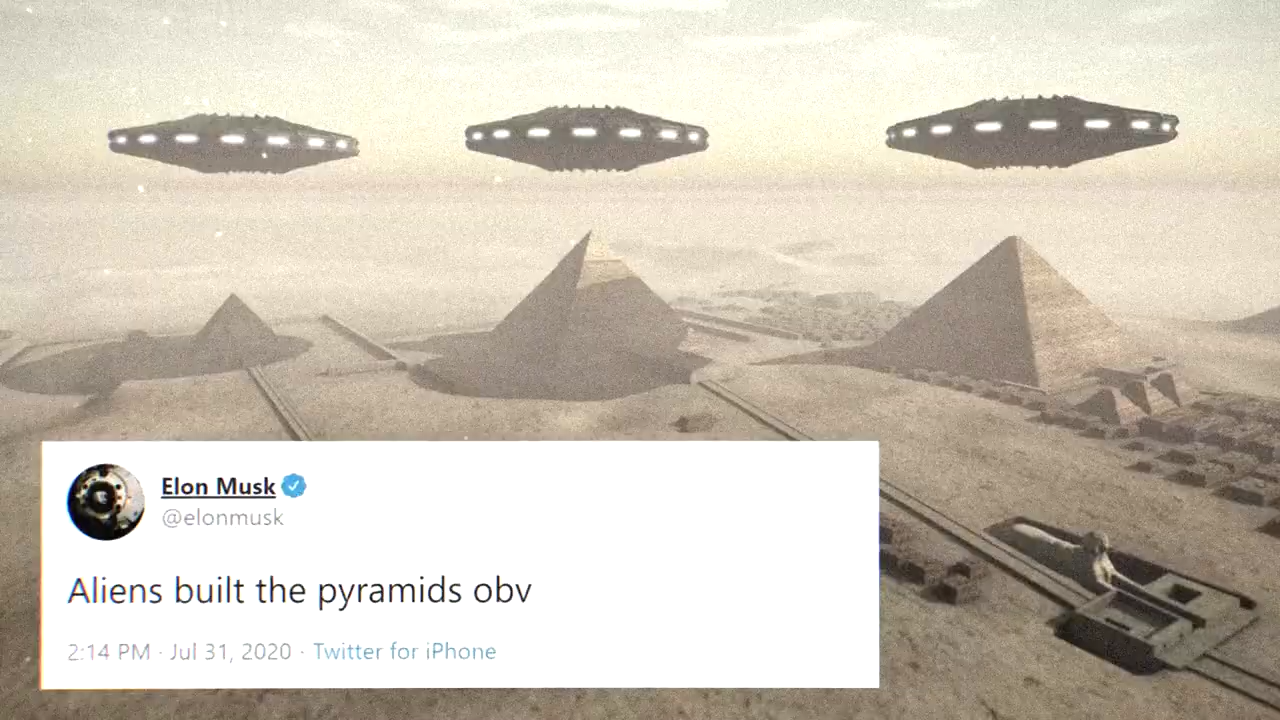 Elon Musk
@elonmusk
Aliens built the pyramids obv
2:14 PM · Jul 31, 2020 · Twitter for iPhone